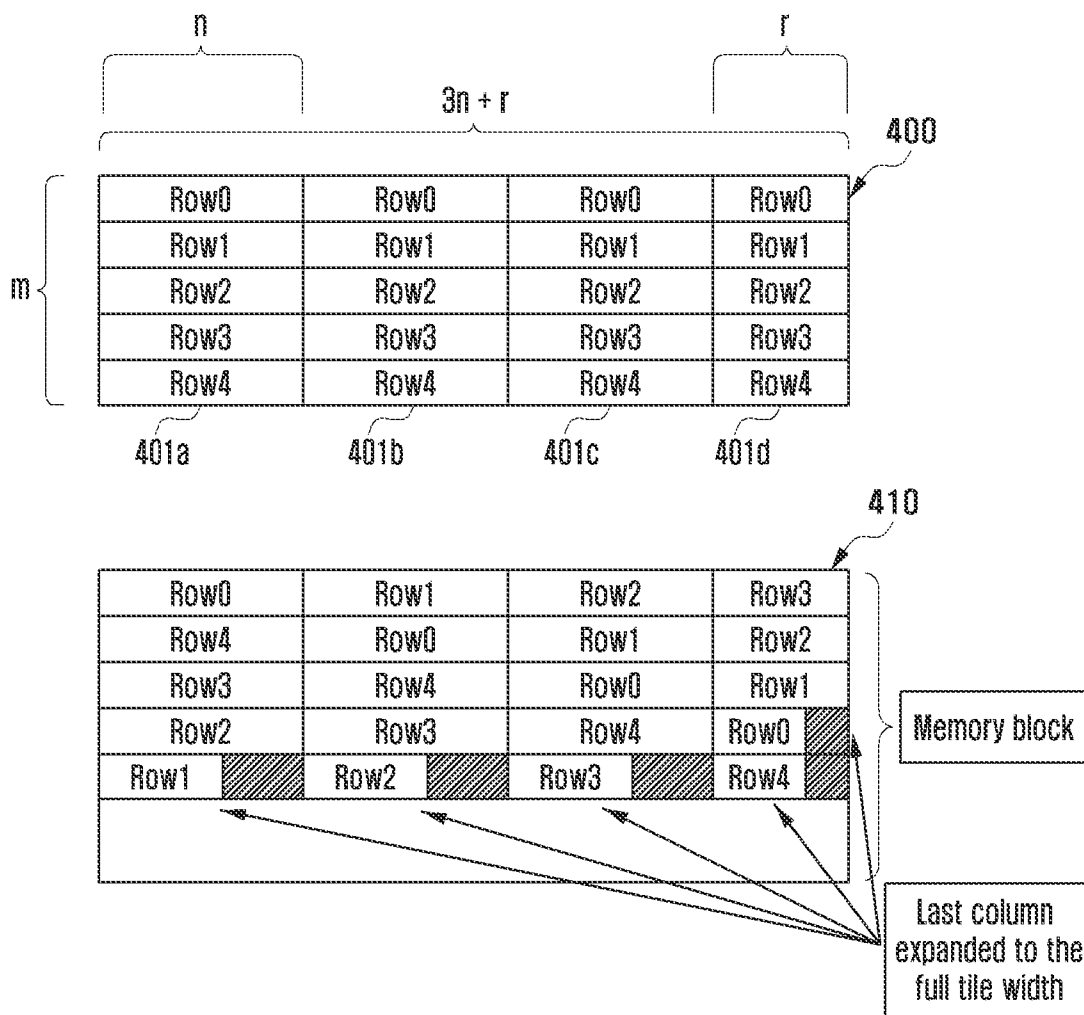 n r
3n + r
400
Row0 Row0 Row0 Row0
Row1 Row1 Row1 Row1
m Row2 Row2 Row2 Row2
Row3 Row3 Row3 Row3
Row4 Row4 Row4 Row4
401a 401b 401c 401d
410
Row0 Row1 Row2 Row3
Row4 Row0 Row1 Row2
Row3 Row4 Row0 Row1
Row2 Row3 Row4 Row0 Memory block
Row1 Row2 Row3 Row4
Last column
expanded to the
full tile width